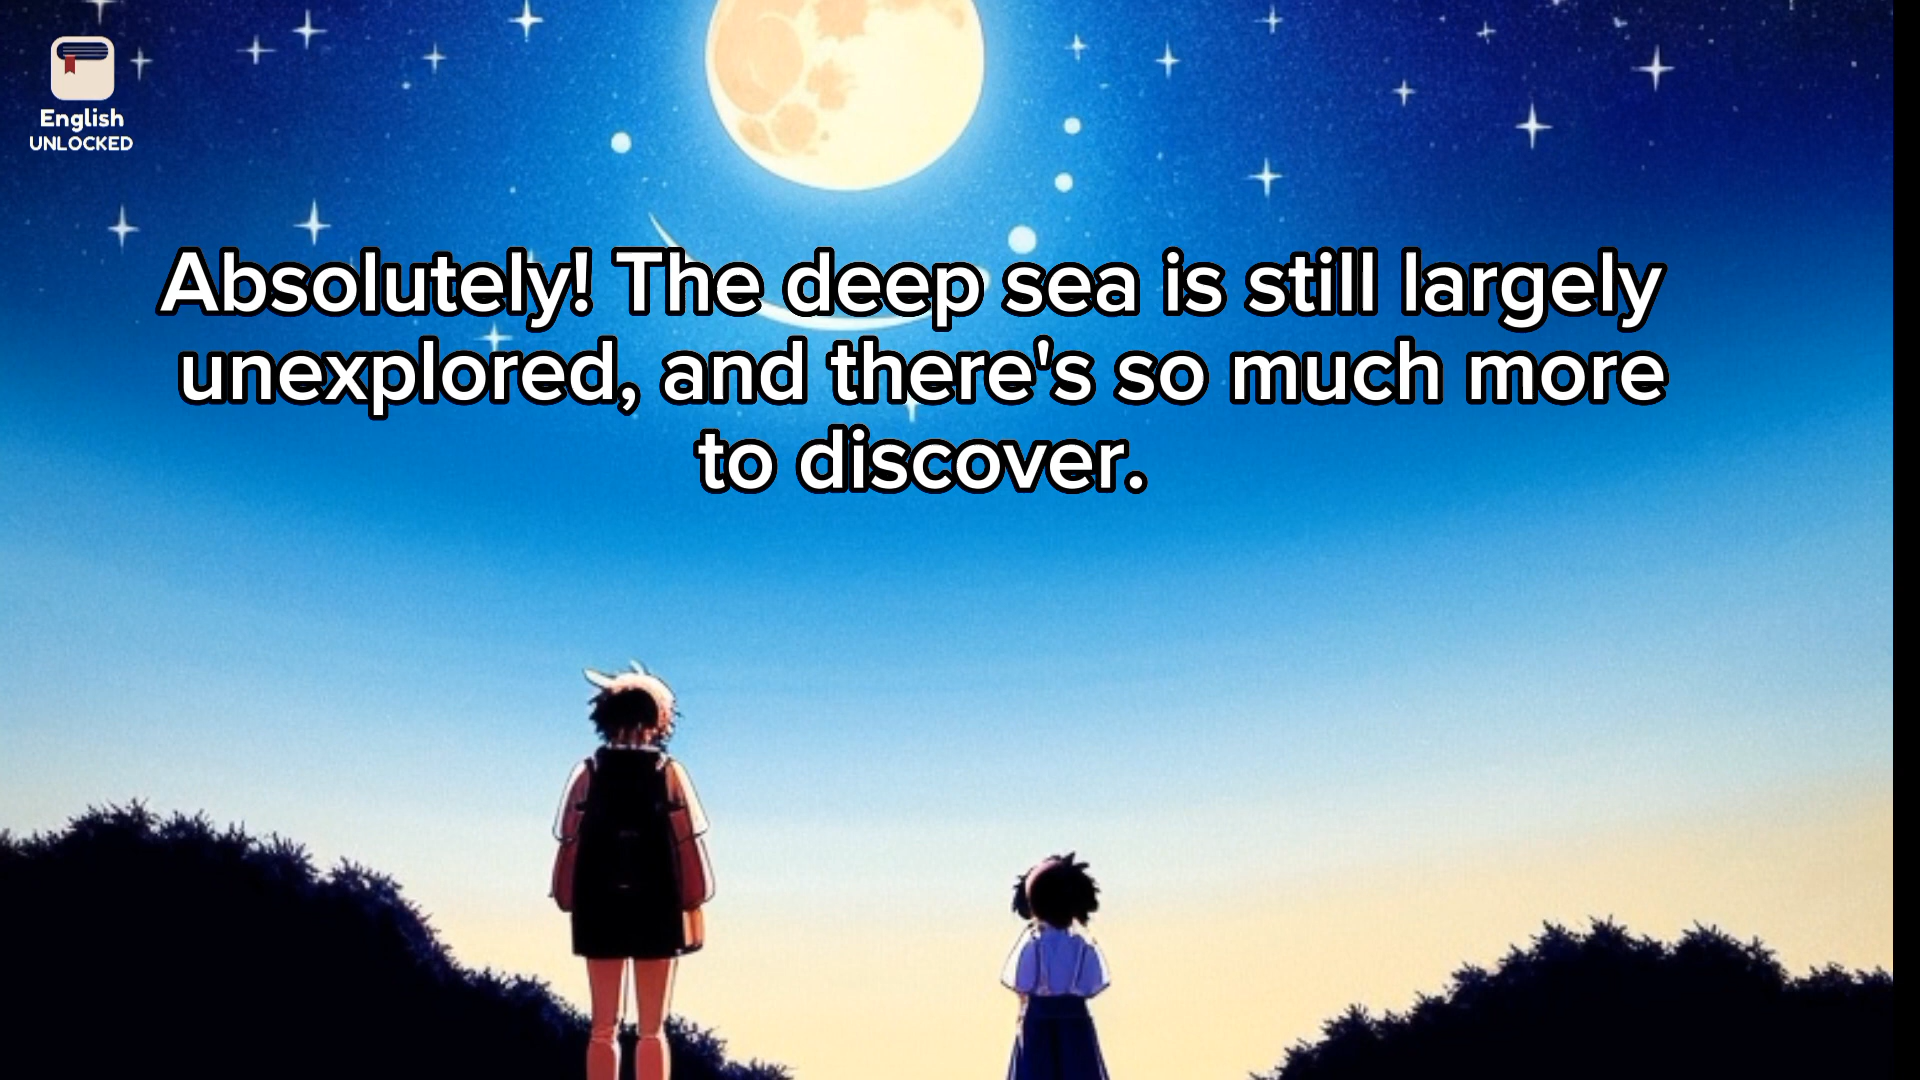 English
UNLOCKED
Absolutely! The deep sea is still largely
unexplored, and there's so much more
to discover.